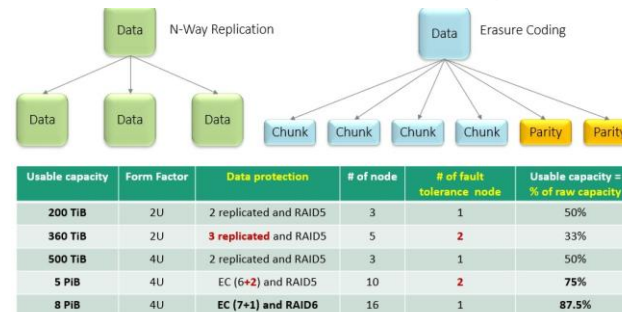 Data N-Way Replication Data Erasure Coding
Data Data Data Chunk Chunk Chunk Chunk Parity Parity
Usable capacity Form Factor Data protection # of node # of fault tolerance node Usable capacity = % of raw capacity
200 TiB 2U 2 replicated and RAID5 3 1 50%
360 TiB 2U 3 replicated and RAID5 5 2 33%
500 TiB 4U 2 replicated and RAID5 3 1 50%
5 PiB 4U EC (6+2) and RAID5 10 2 75%
8 PiB 4U EC (7+1) and RAID6 16 1 87.5%